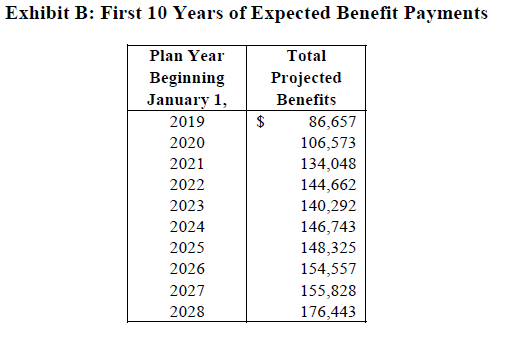 Exhibit B: First 10 Years of Expected Benefit Payments
Plan Year Total
Beginning Projected
January 1, Benefits
2019 $ 86,657
2020 106,573
2021 134,048
2022 144,662
2023 140,292
2024 146,743
2025 148,325
2026 154,557
2027 155,828
2028 176,443